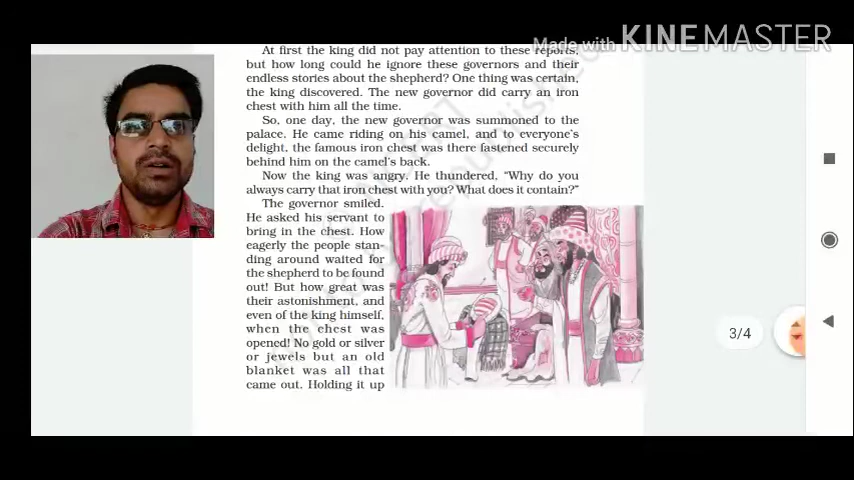 Made with KINEMASTER
At first the king did not pay attention to these reports,
but how long could he ignore these governors and their
endless stories about the shepherd? One thing was certain,
the king discovered. The new governor did carry an iron
chest with him all the time.
So, one day, the new governor was summoned to the
palace. He came riding on his camel, and to everyone's
delight, the famous iron chest was there fastened securely
behind him on the camel's back.
Now the king was angry. He thundered, “Why do you
always carry that iron chest with you? What does it contain?”
The governor smiled.
He asked his servant to
bring in the chest. How
eagerly the people stan-
ding around waited for
the shepherd to be found
out! But how great was
their astonishment, and
even of the king himself,
when the chest was
opened! No gold or silver
or jewels but an old
blanket was all that
came out. Holding it up
3/4